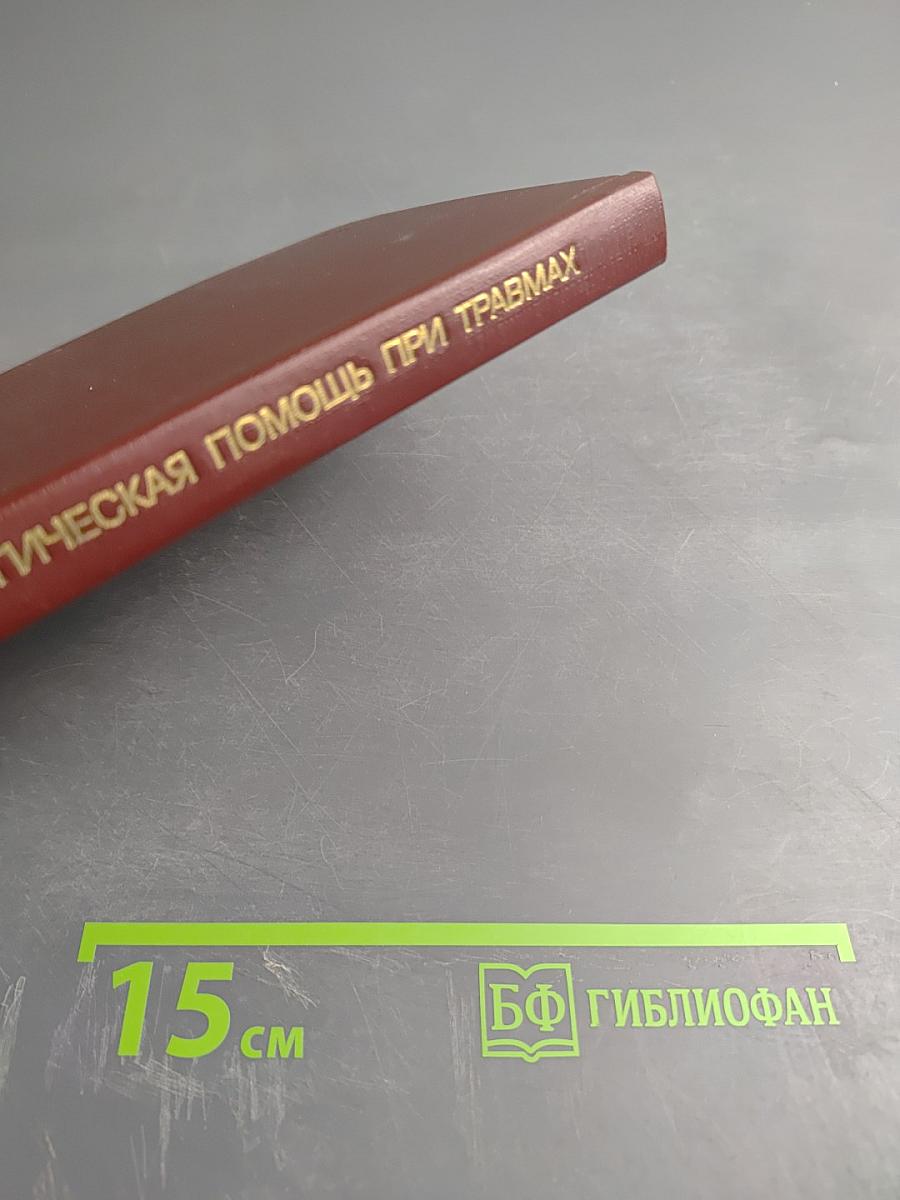 ТИЧЕСКАЯ ПОМОЩЬ ПРИ ТРАВМАХ
15 см
БФ ГИБЛИОФАН